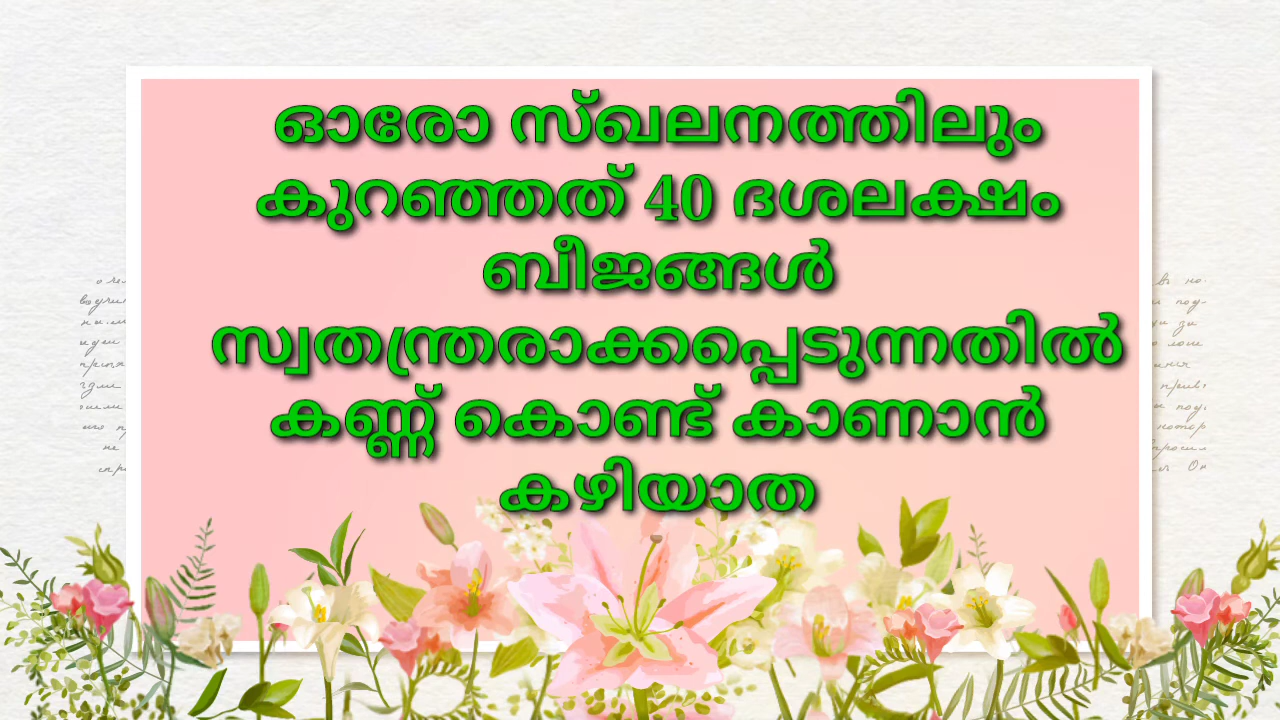 ഓരോ സ്ഖലനത്തിലും
കുറഞ്ഞത് 40 ദശലക്ഷം
ബീജങ്ങൾ
സ്വതന്ത്രരാക്കപ്പെടുന്നതിൽ
കണ്ണ് കൊണ്ട് കാണാൻ
കഴിയാത